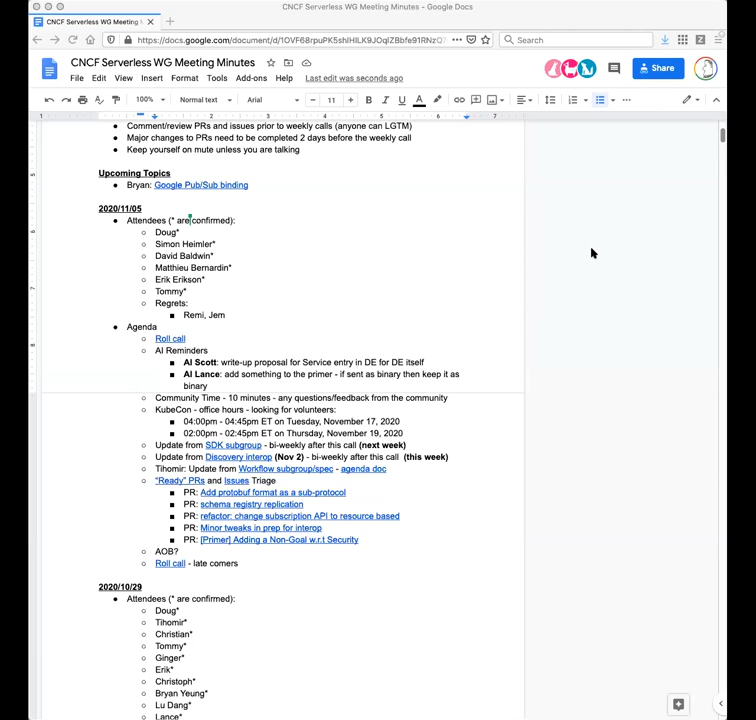 CNCF Serverless WG Meeting Minutes - Google Docs
CNCF Serverless WG Meeting
https://docs.google.com/document/d/1OVF68rpuPK5shIHlLK9JOqlZBbfe91RNzQ
Search
CNCF Serverless WG Meeting Minutes
Share
File Edit View Insert Format Tools Add-ons Help Last edit was seconds ago
100% Normal text Arial 11 B I U A
1 1 2 3 4 5 6 7
Comment/review PRs and issues prior to weekly calls (anyone can LGTM)
Major changes to PRs need to be completed 2 days before the weekly call
Keep yourself on mute unless you are talking
Upcoming Topics
Bryan: Google Pub/Sub binding
2020/11/05
Attendees (* are confirmed):
Doug*
Simon Heimler*
David Baldwin*
Matthieu Bernardin*
Erik Erikson*
Tommy*
Regrets:
Remi, Jem
Agenda
Roll call
AI Reminders
AI Scott: write-up proposal for Service entry in DE for DE itself
AI Lance: add something to the primer - if sent as binary then keep it as
binary
Community Time - 10 minutes - any questions/feedback from the community
KubeCon - office hours - looking for volunteers:
04:00pm - 04:45pm ET on Tuesday, November 17, 2020
02:00pm - 02:45pm ET on Thursday, November 19, 2020
Update from SDK subgroup - bi-weekly after this call (next week)
Update from Discovery interop (Nov 2) - bi-weekly after this call (this week)
Tihomir: Update from Workflow subgroup/spec - agenda doc
“Ready” PRs and Issues Triage
PR: Add protobuf format as a sub-protocol
PR: schema registry replication
PR: refactor: change subscription API to resource based
PR: Minor tweaks in prep for interop
PR: [Primer] Adding a Non-Goal w.r.t Security
AOB?
Roll call - late comers
2020/10/29
Attendees (* are confirmed):
Doug*
Tihomir*
Christian*
Tommy*
Ginger*
Erik*
Christoph*
Bryan Yeung*
Lu Dang*
Lance*